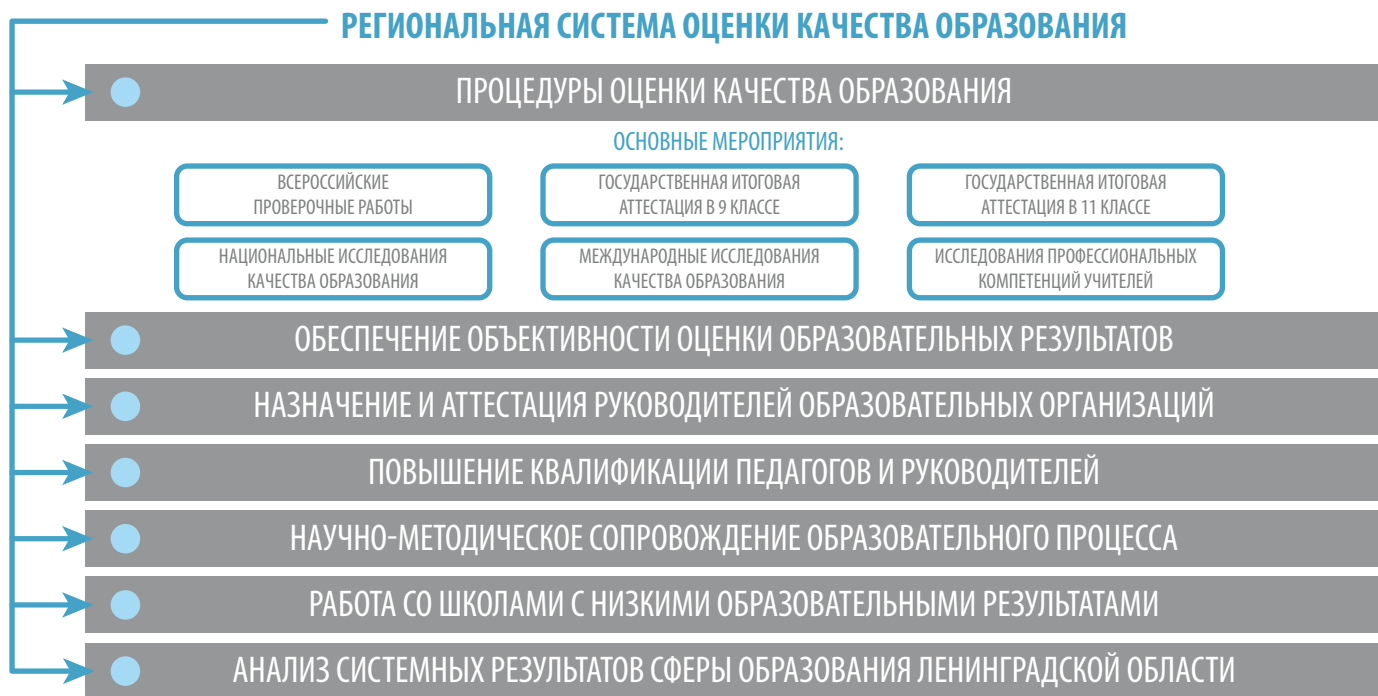 РЕГИОНАЛЬНАЯ СИСТЕМА ОЦЕНКИ КАЧЕСТВА ОБРАЗОВАНИЯ
ПРОЦЕДУРЫ ОЦЕНКИ КАЧЕСТВА ОБРАЗОВАНИЯ
ОСНОВНЫЕ МЕРОПРИЯТИЯ:
ВСЕРОССИЙСКИЕ
ПРОВЕРОЧНЫЕ РАБОТЫ
ГОСУДАРСТВЕННАЯ ИТОГОВАЯ
АТТЕСТАЦИЯ В 9 КЛАССЕ
ГОСУДАРСТВЕННАЯ ИТОГОВАЯ
АТТЕСТАЦИЯ В 11 КЛАССЕ
НАЦИОНАЛЬНЫЕ ИССЛЕДОВАНИЯ
КАЧЕСТВА ОБРАЗОВАНИЯ
МЕЖДУНАРОДНЫЕ ИССЛЕДОВАНИЯ
КАЧЕСТВА ОБРАЗОВАНИЯ
ИССЛЕДОВАНИЯ ПРОФЕССИОНАЛЬНЫХ
КОМПЕТЕНЦИЙ УЧИТЕЛЕЙ
ОБЕСПЕЧЕНИЕ ОБЪЕКТИВНОСТИ ОЦЕНКИ ОБРАЗОВАТЕЛЬНЫХ РЕЗУЛЬТАТОВ
НАЗНАЧЕНИЕ И АТТЕСТАЦИЯ РУКОВОДИТЕЛЕЙ ОБРАЗОВАТЕЛЬНЫХ ОРГАНИЗАЦИЙ
ПОВЫШЕНИЕ КВАЛИФИКАЦИИ ПЕДАГОГОВ И РУКОВОДИТЕЛЕЙ
НАУЧНО-МЕТОДИЧЕСКОЕ СОПРОВОЖДЕНИЕ ОБРАЗОВАТЕЛЬНОГО ПРОЦЕССА
РАБОТА СО ШКОЛАМИ С НИЗКИМИ ОБРАЗОВАТЕЛЬНЫМИ РЕЗУЛЬТАТАМИ
АНАЛИЗ СИСТЕМНЫХ РЕЗУЛЬТАТОВ СФЕРЫ ОБРАЗОВАНИЯ ЛЕНИНГРАДСКОЙ ОБЛАСТИ